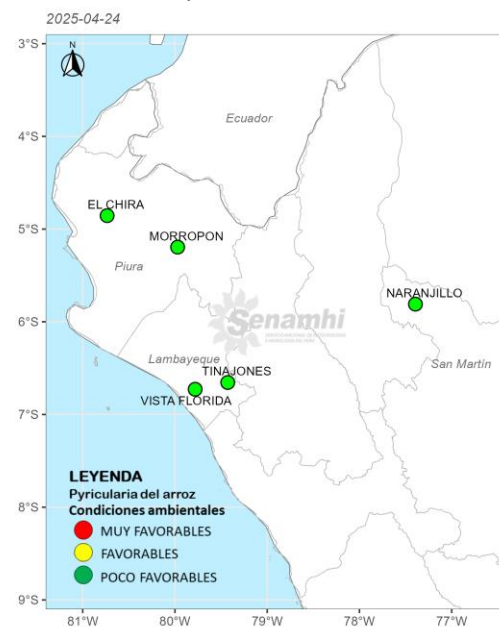 2025-04-24
3°S
N
Ecuador
4°S
EL CHIRA
5°S
MORROPON
Piura
NARANJILLO
6°S
Senamhi
Lambayeque
TINAJONES
San Martín
VISTA FLORIDA
7°S
LEYENDA
Pyricularia del arroz
Condiciones ambientales
8°S
MUY FAVORABLES
FAVORABLES
POCO FAVORABLES
9°S
81°W 80°W 79°W 78°W 77°W